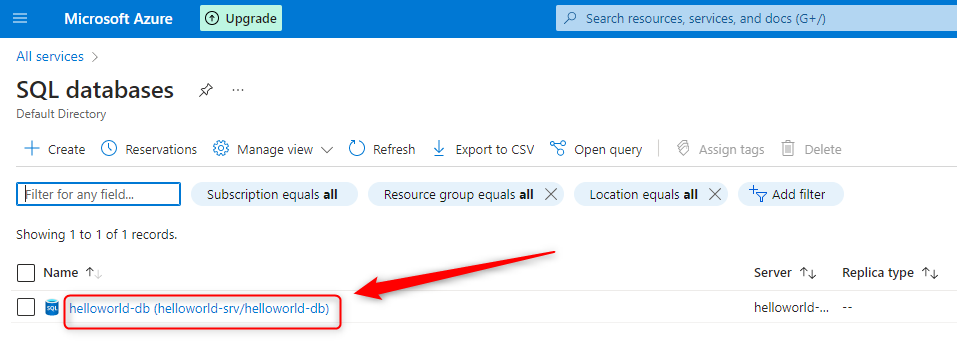 Microsoft Azure Upgrade Search resources, services, and docs (G+/)
All services >
SQL databases ...
Default Directory
Create Reservations Manage view Refresh Export to CSV Open query Assign tags Delete
Filter for any field... Subscription equals all Resource group equals all Location equals all Add filter
Showing 1 to 1 of 1 records.
Name Server Replica type
SQL helloworld-db (helloworld-srv/helloworld-db) helloworld-... --